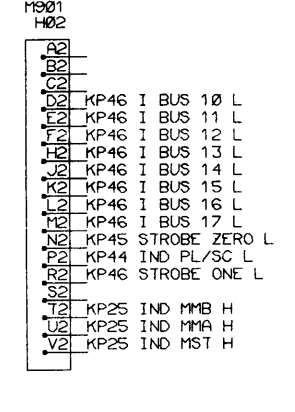 M901
H02
A2
B2
C2
D2 KP46 I BUS 10 L
E2 KP46 I BUS 11 L
F2 KP46 I BUS 12 L
H2 KP46 I BUS 13 L
J2 KP46 I BUS 14 L
K2 KP46 I BUS 15 L
L2 KP46 I BUS 16 L
M2 KP46 I BUS 17 L
N2 KP45 STROBE ZERO L
P2 KP44 IND PL/SC L
R2 KP46 STROBE ONE L
S2
T2 KP25 IND MMB H
U2 KP25 IND MMA H
V2 KP25 IND MST H